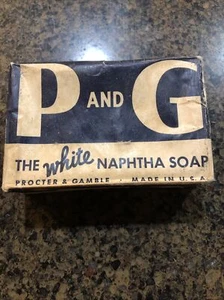 P AND G
THE white NAPHTHA SOAP
PROCTER & GAMBLE · MADE IN U.S.A.